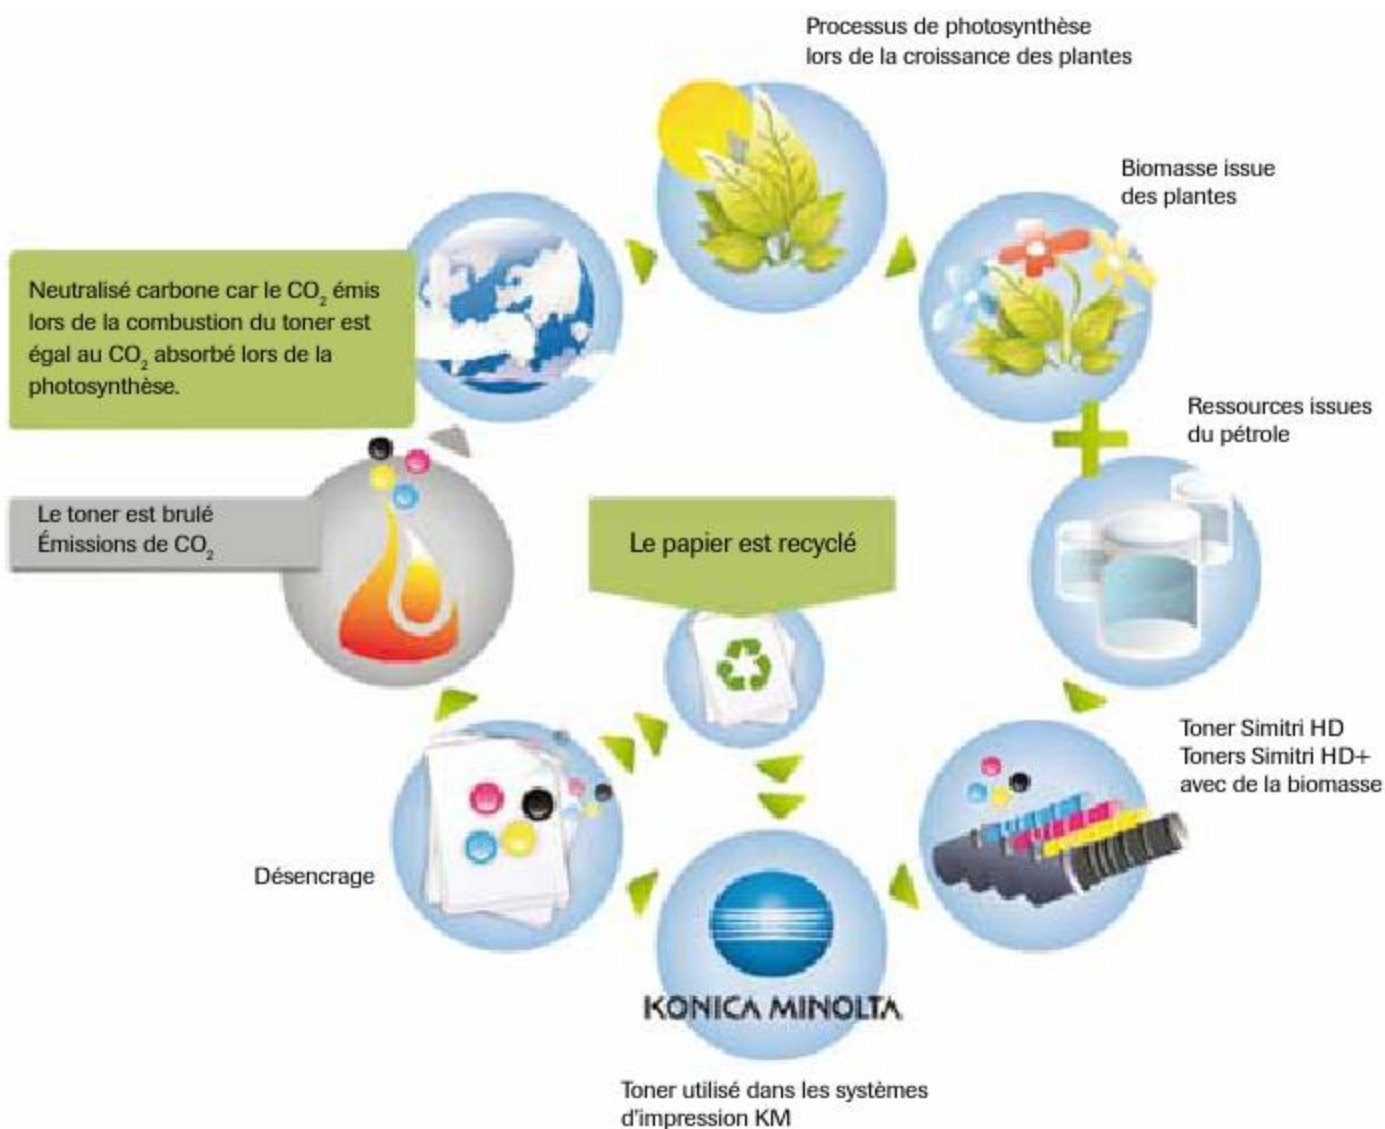 Processus de photosynthèse
lors de la croissance des plantes
Biomasse issue
des plantes
Neutralisé carbone car le CO₂ émis
lors de la combustion du toner est
égal au CO₂ absorbé lors de la
photosynthèse.
Ressources issues
du pétrole
Le toner est brulé
Émissions de CO₂
Le papier est recyclé
Toner Simitri HD
Toners Simitri HD+
avec de la biomasse
Désencrage
KONICA MINOLTA
Toner utilisé dans les systèmes
d'impression KM